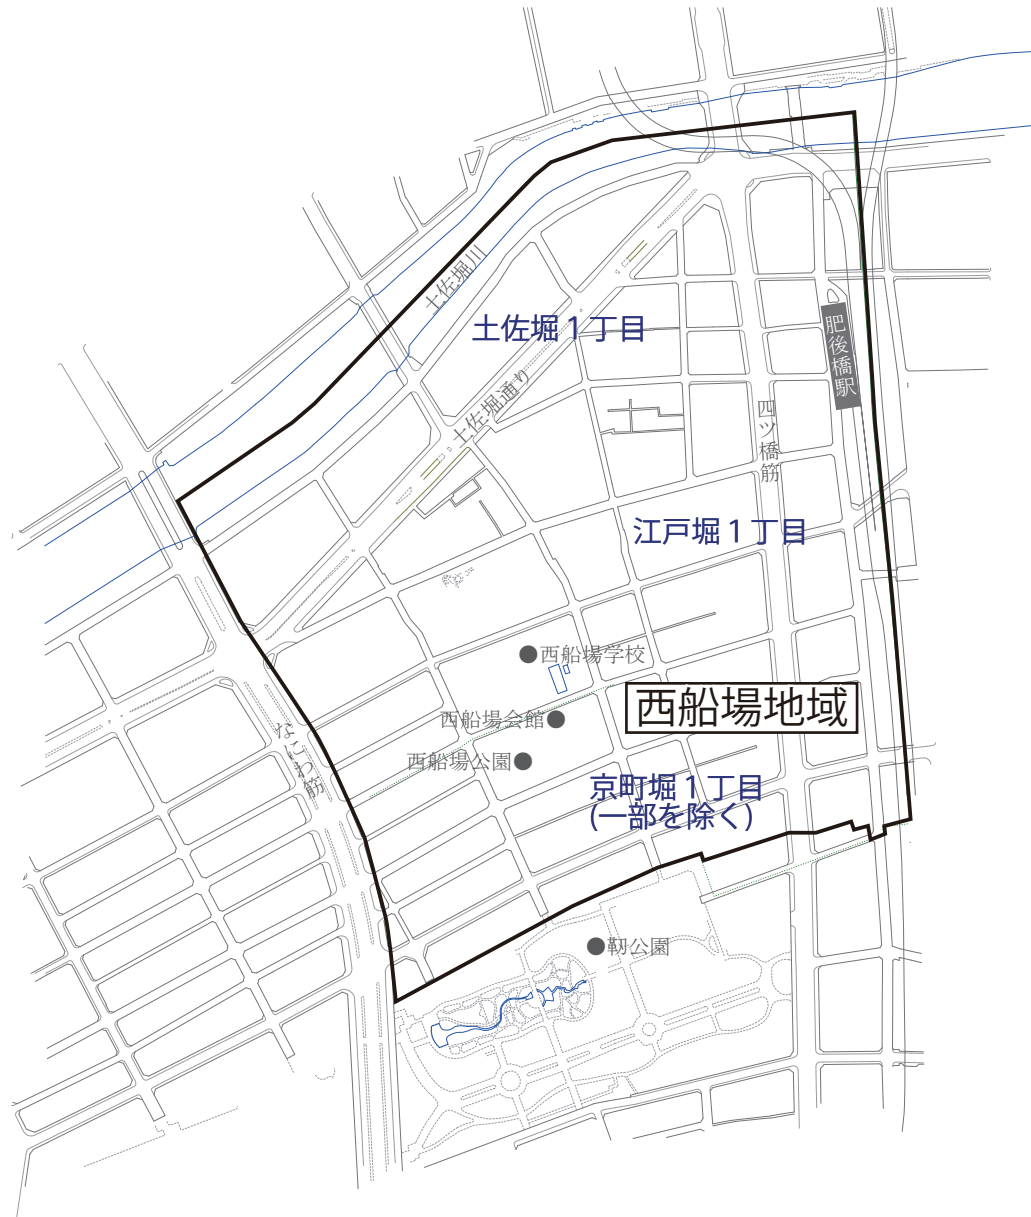 土佐堀川
土佐堀1丁目
肥後橋駅
土佐堀通り
四ツ橋筋
江戸堀1丁目
●西船場学校
西船場地域
西船場会館●
なにわ筋
西船場公園●
京町堀1丁目
(一部を除く)
●靭公園